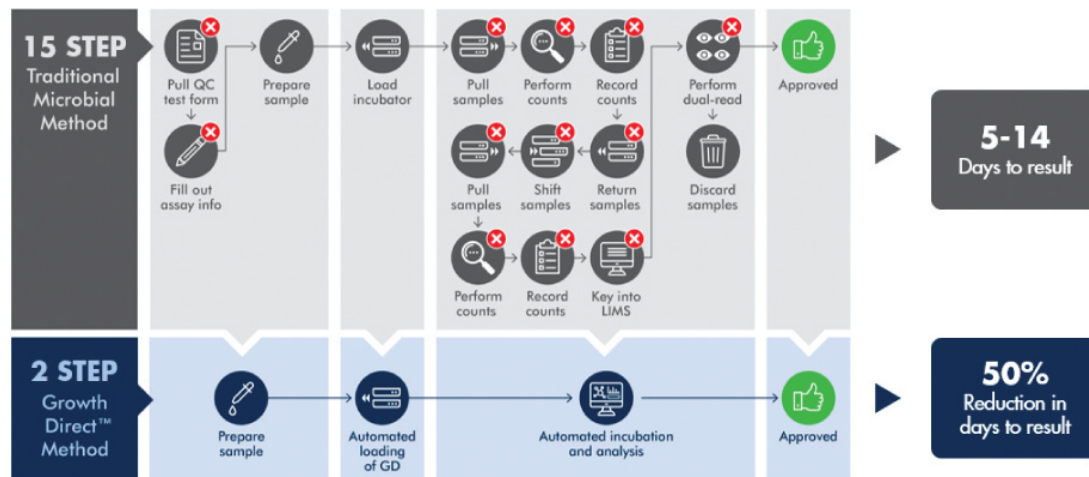 15 STEP
Traditional
Microbial
Method
Pull QC
test form
Fill out
assay info
Prepare
sample
Load
incubator
Pull
samples
Perform
counts
Record
counts
Pull
samples
Shift
samples
Return
samples
Perform
counts
Record
counts
Key into
LIMS
Perform
dual-read
Discard
samples
Approved
5-14
Days to result
2 STEP
Growth
Direct™
Method
Prepare
sample
Automated
loading
of GD
Automated incubation
and analysis
Approved
50%
Reduction in
days to result